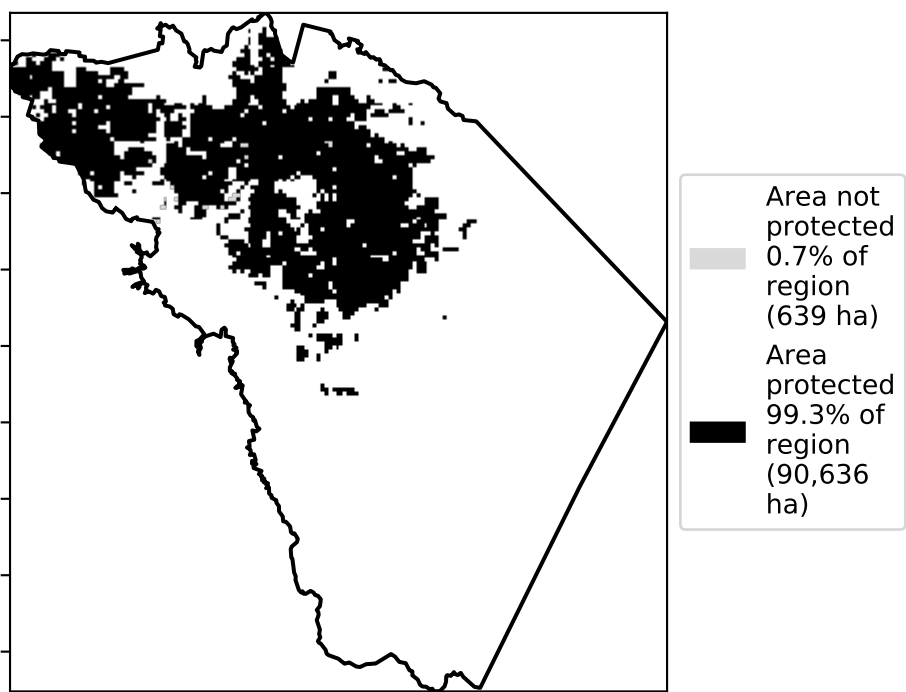 Area not
protected
0.7% of
region
(639 ha)
Area
protected
99.3% of
region
(90,636
ha)